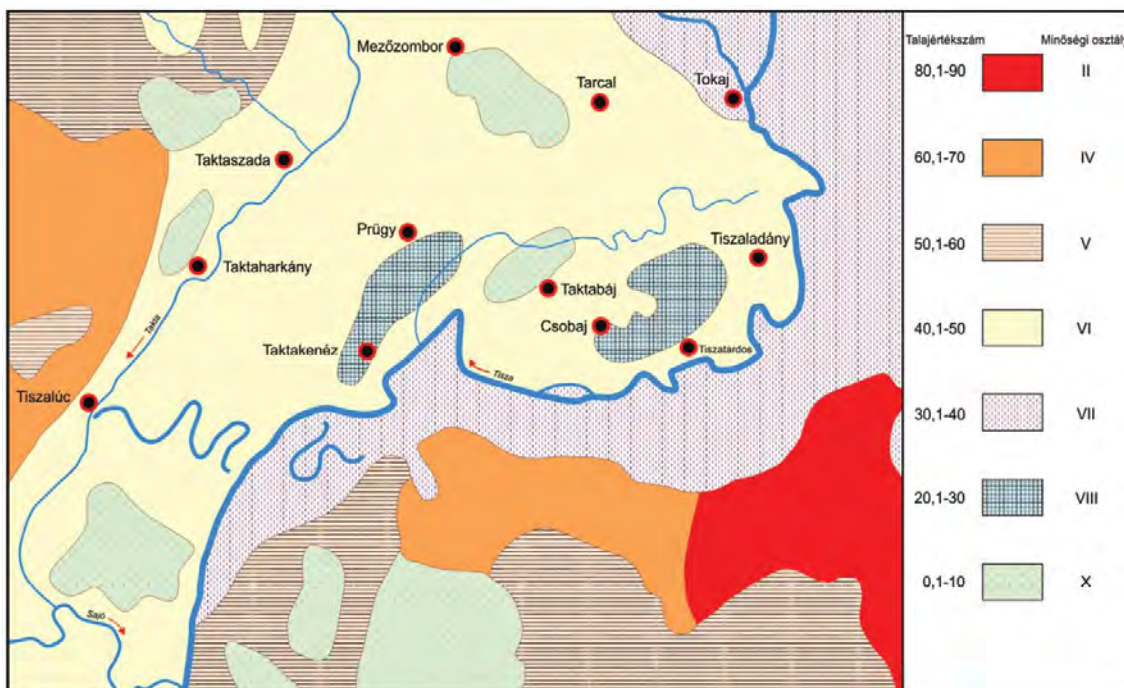 Mezőzombor
Tarcal
Tokaj
Taktaszada
Prügy
Tiszaladány
Taktaharkány
Taktabáj
Csobaj
Takta
Taktakenéz
Tiszatardos
Tisza
Tiszalúc
Sajó
Talajértékszám Minőségi osztály
80,1-90 II
60,1-70 IV
50,1-60 V
40,1-50 VI
30,1-40 VII
20,1-30 VIII
0,1-10 X